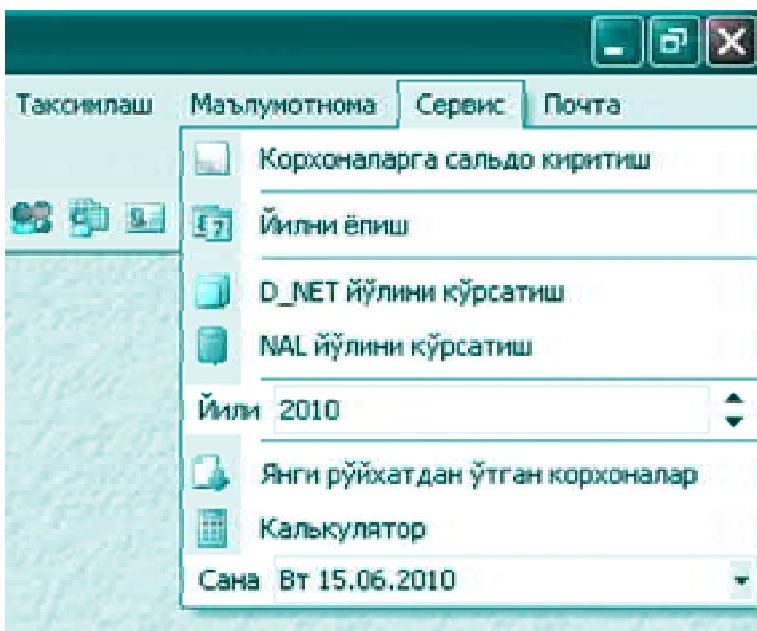 Таксимлаш Маълумотнома Сервис Почта
Корхоналарга сальдо киритиш
Йилни ёпиш
D_NET йўлини кўрсатиш
NAL йўлини кўрсатиш
Йили 2010
Янги рўйхатдан ўтган корхоналар
Калькулятор
Сана Вт 15.06.2010